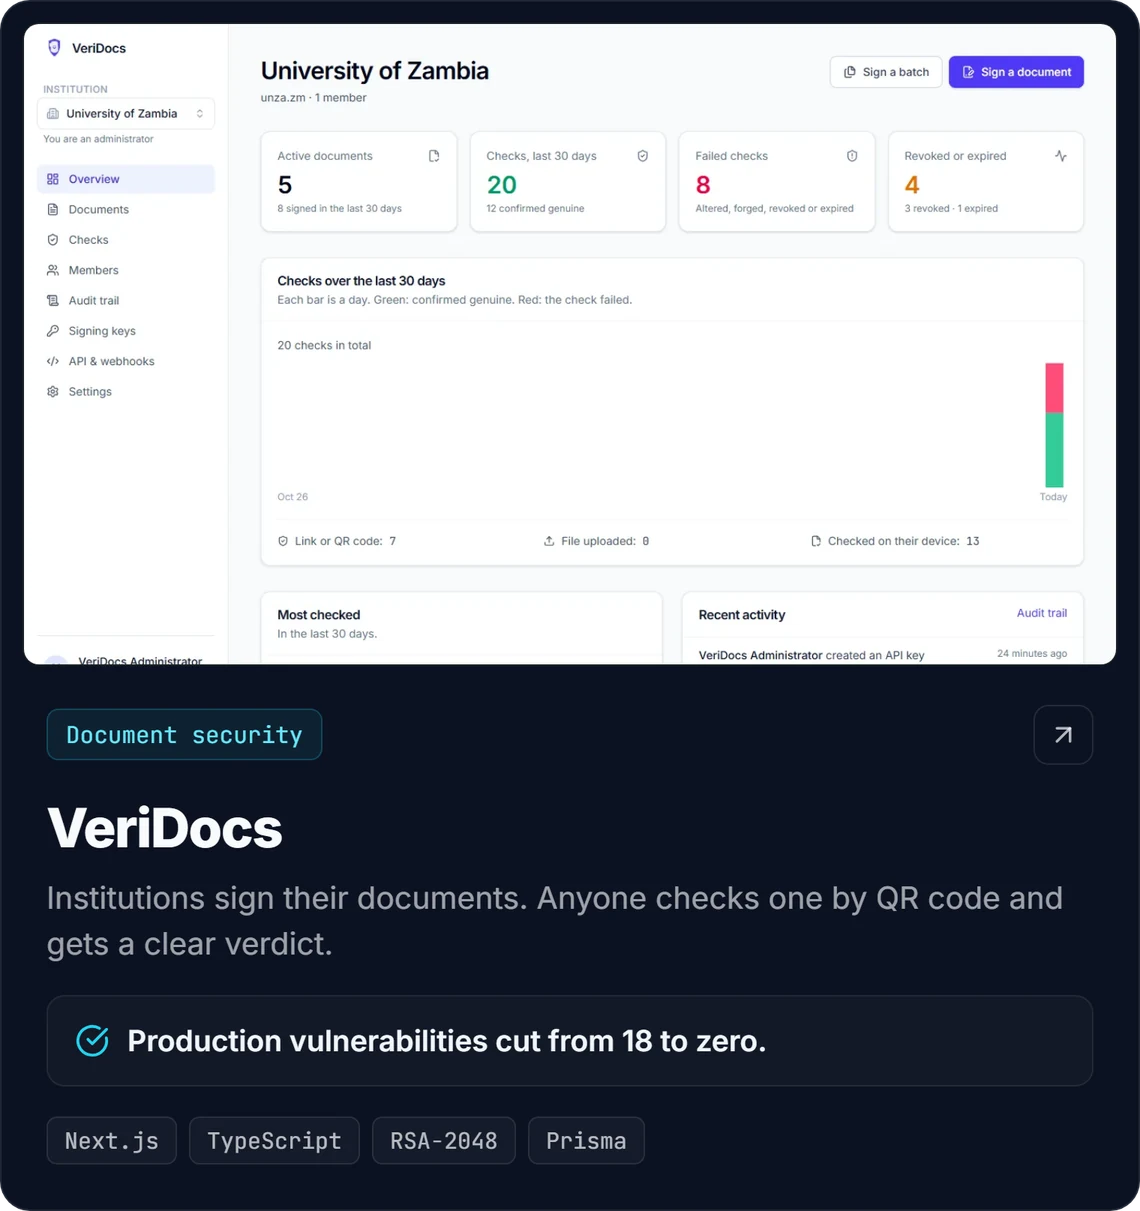 VeriDocs
INSTITUTION
University of Zambia
You are an administrator
Overview
Documents
Checks
Members
Audit trail
Signing keys
API & webhooks
Settings
VeriDocs Administrator
University of Zambia
unza.zm · 1 member
Sign a batch
Sign a document
Active documents
5
8 signed in the last 30 days
Checks, last 30 days
20
12 confirmed genuine
Failed checks
8
Altered, forged, revoked or expired
Revoked or expired
4
3 revoked · 1 expired
Checks over the last 30 days
Each bar is a day. Green: confirmed genuine. Red: the check failed.
20 checks in total
Oct 26
Today
Link or QR code: 7
File uploaded: 0
Checked on their device: 13
Most checked
In the last 30 days.
Recent activity
Audit trail
VeriDocs Administrator created an API key
24 minutes ago
Document security
VeriDocs
Institutions sign their documents. Anyone checks one by QR code and
gets a clear verdict.
Production vulnerabilities cut from 18 to zero.
Next.js
TypeScript
RSA-2048
Prisma